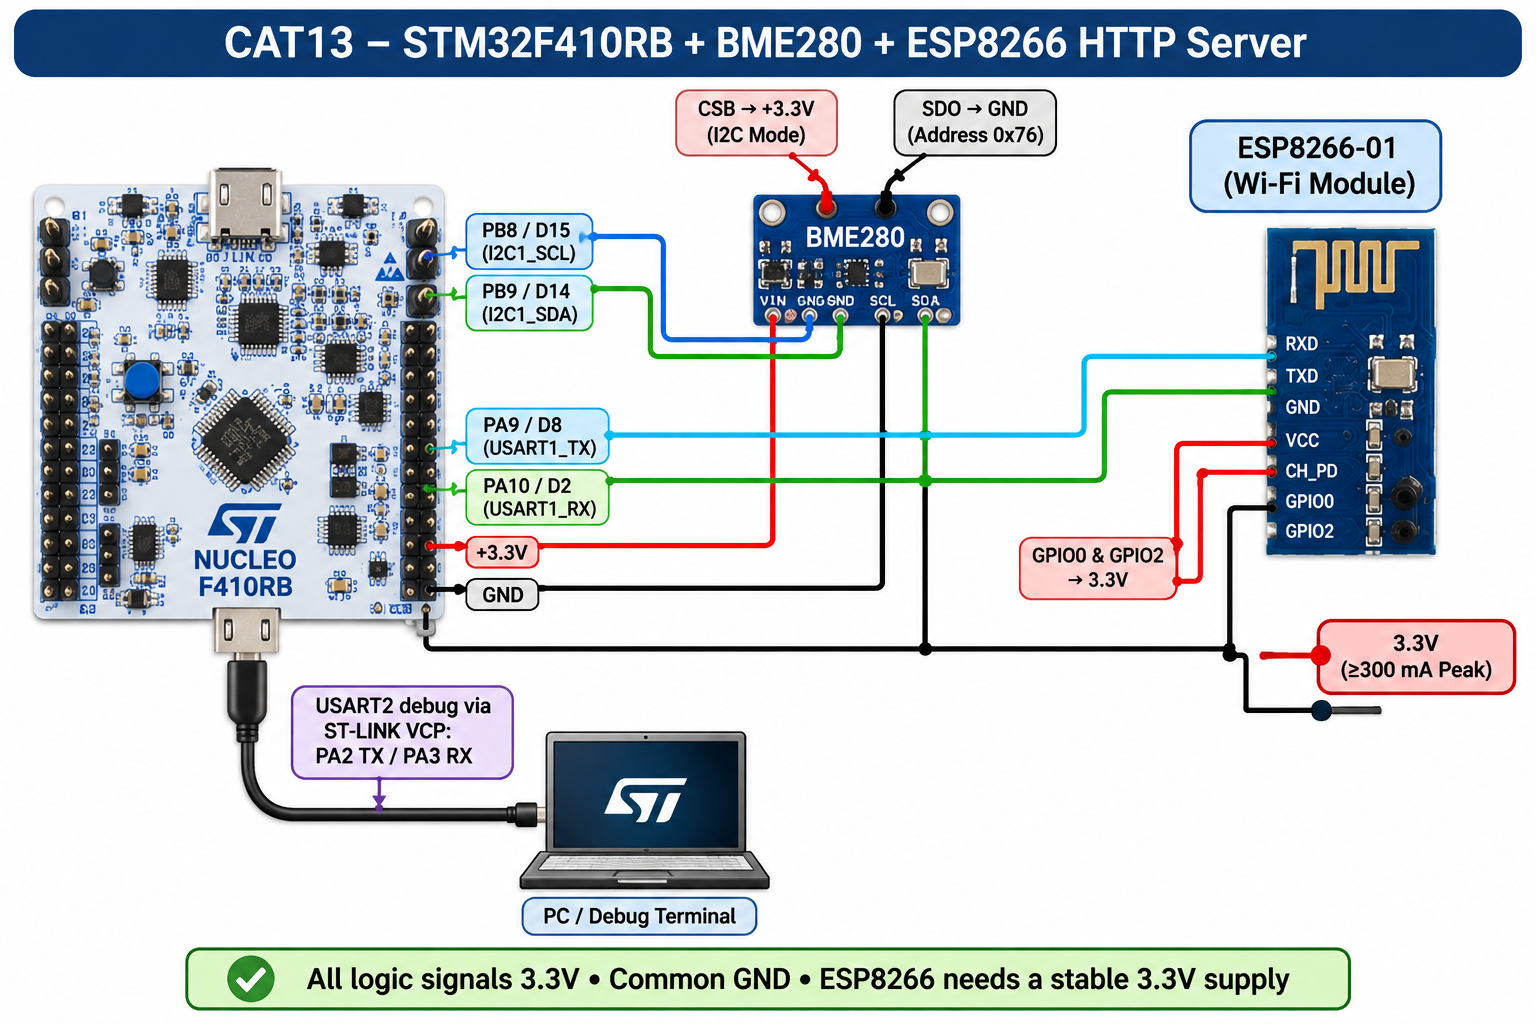 CAT13 – STM32F410RB + BME280 + ESP8266 HTTP Server
CSB → +3.3V
(I2C Mode)
SDO → GND
(Address 0x76)
ESP8266-01
(Wi-Fi Module)
PB8 / D15
(I2C1_SCL)
PB9 / D14
(I2C1_SDA)
BME280
VIN GND GND SCL SDA
RXD
TXD
GND
VCC
CH_PD
GPIO0
GPIO2
PA9 / D8
(USART1_TX)
PA10 / D2
(USART1_RX)
+3.3V
GND
NUCLEO
F410RB
GPIO0 & GPIO2
→ 3.3V
3.3V
(≥300 mA Peak)
USART2 debug via
ST-LINK VCP:
PA2 TX / PA3 RX
PC / Debug Terminal
All logic signals 3.3V • Common GND • ESP8266 needs a stable 3.3V supply